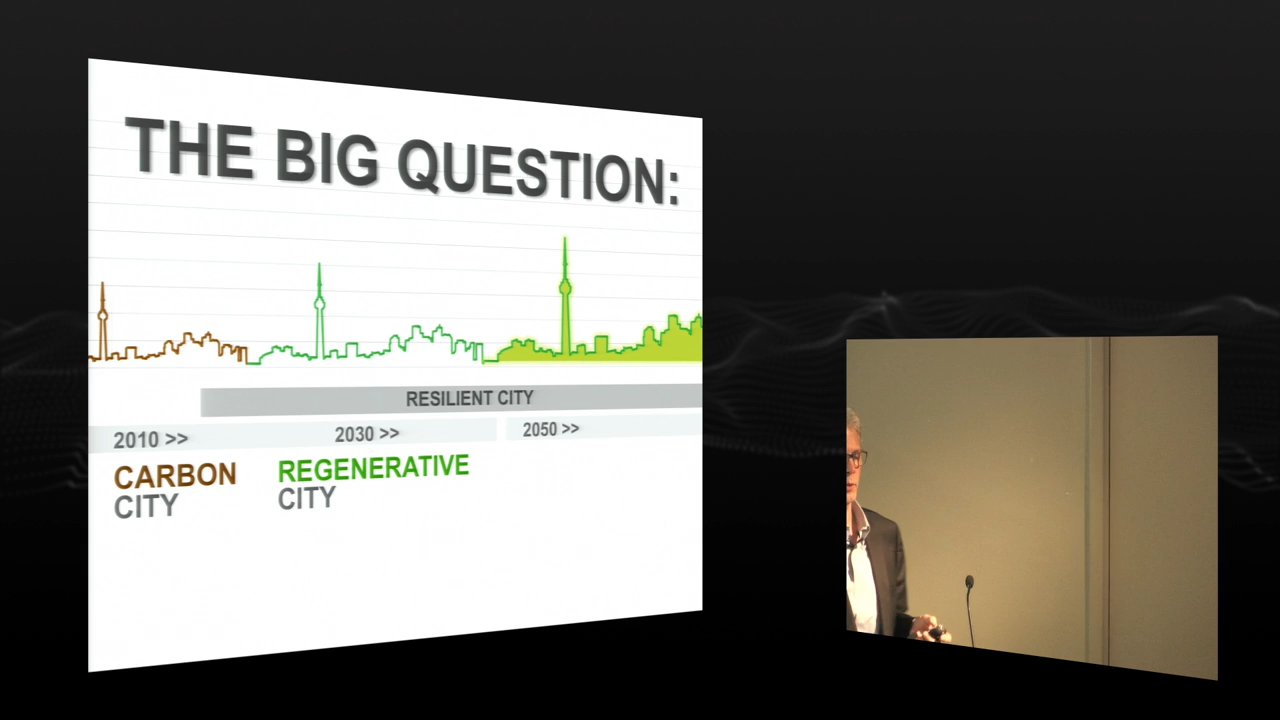 THE BIG QUESTION:
RESILIENT CITY
2010 >> 2030 >> 2050 >>
CARBON
CITY
REGENERATIVE
CITY